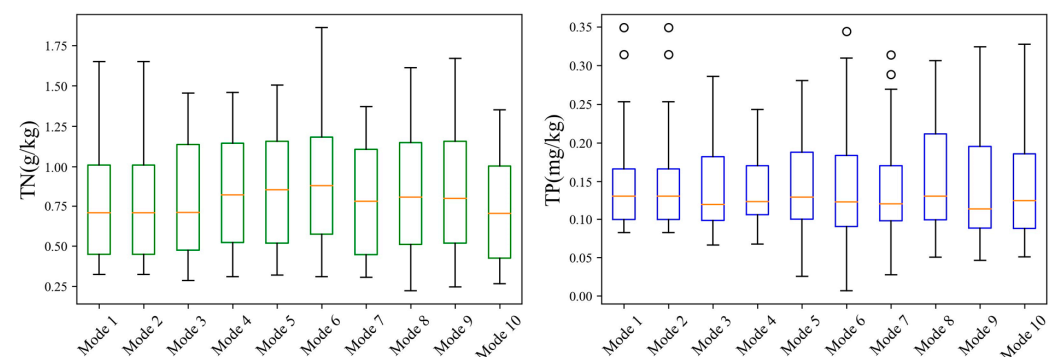 TN(g/kg)
1.75
1.50
1.25
1.00
0.75
0.50
0.25
Mode 1
Mode 2
Mode 3
Mode 4
Mode 5
Mode 6
Mode 7
Mode 8
Mode 9
Mode 10
TP(mg/kg)
0.35
0.30
0.25
0.20
0.15
0.10
0.05
0.00
Mode 1
Mode 2
Mode 3
Mode 4
Mode 5
Mode 6
Mode 7
Mode 8
Mode 9
Mode 10